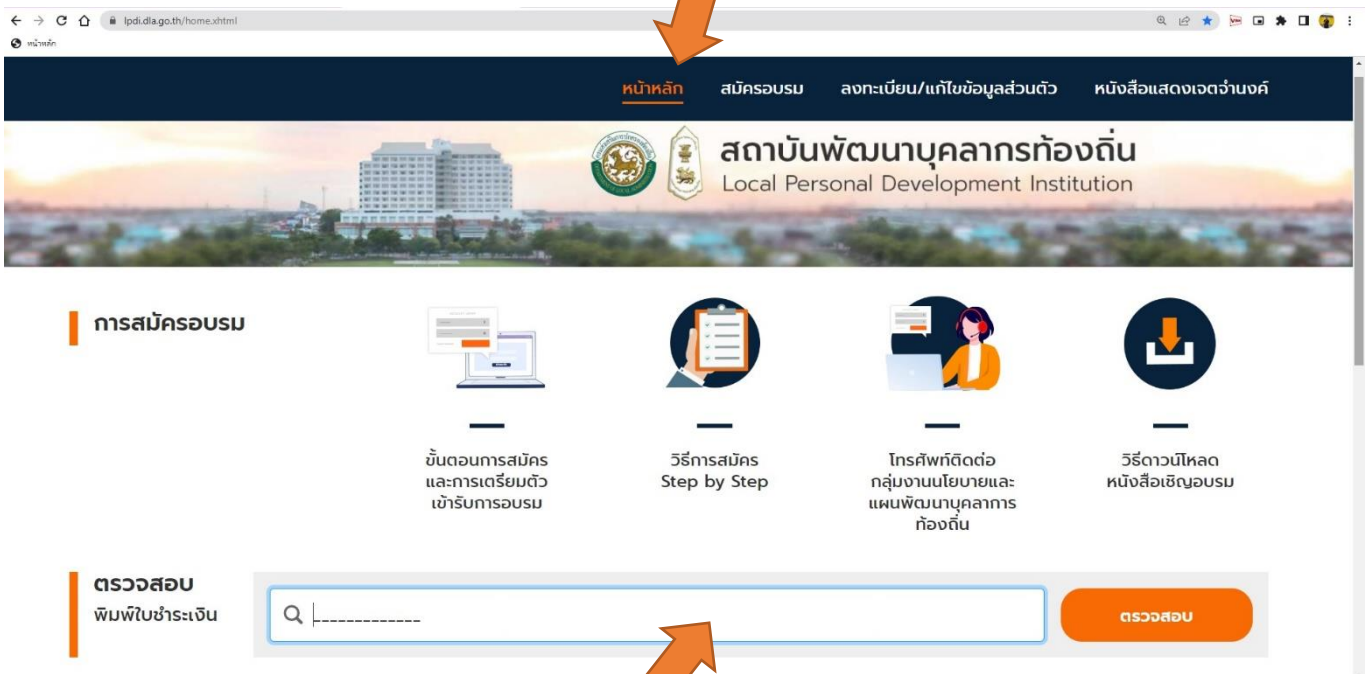 lpdi.dla.go.th/home.xhtml
หน้าหลัก
หน้าหลัก สมัครอบรม ลงทะเบียน/แก้ไขข้อมูลส่วนตัว หนังสือแสดงเจตจำนงค์
สถาบันพัฒนาบุคลากรท้องถิ่น
Local Personal Development Institution
การสมัครอบรม
ขั้นตอนการสมัคร
และการเตรียมตัว
เข้ารับการอบรม
วิธีการสมัคร
Step by Step
โทรศัพท์ติดต่อ
กลุ่มงานนโยบายและ
แผนพัฒนาบุคลาการ
ท้องถิ่น
วิธีดาวน์โหลด
หนังสือเชิญอบรม
ตรวจสอบ
พิมพ์ใบชำระเงิน
_____________
ตรวจสอบ